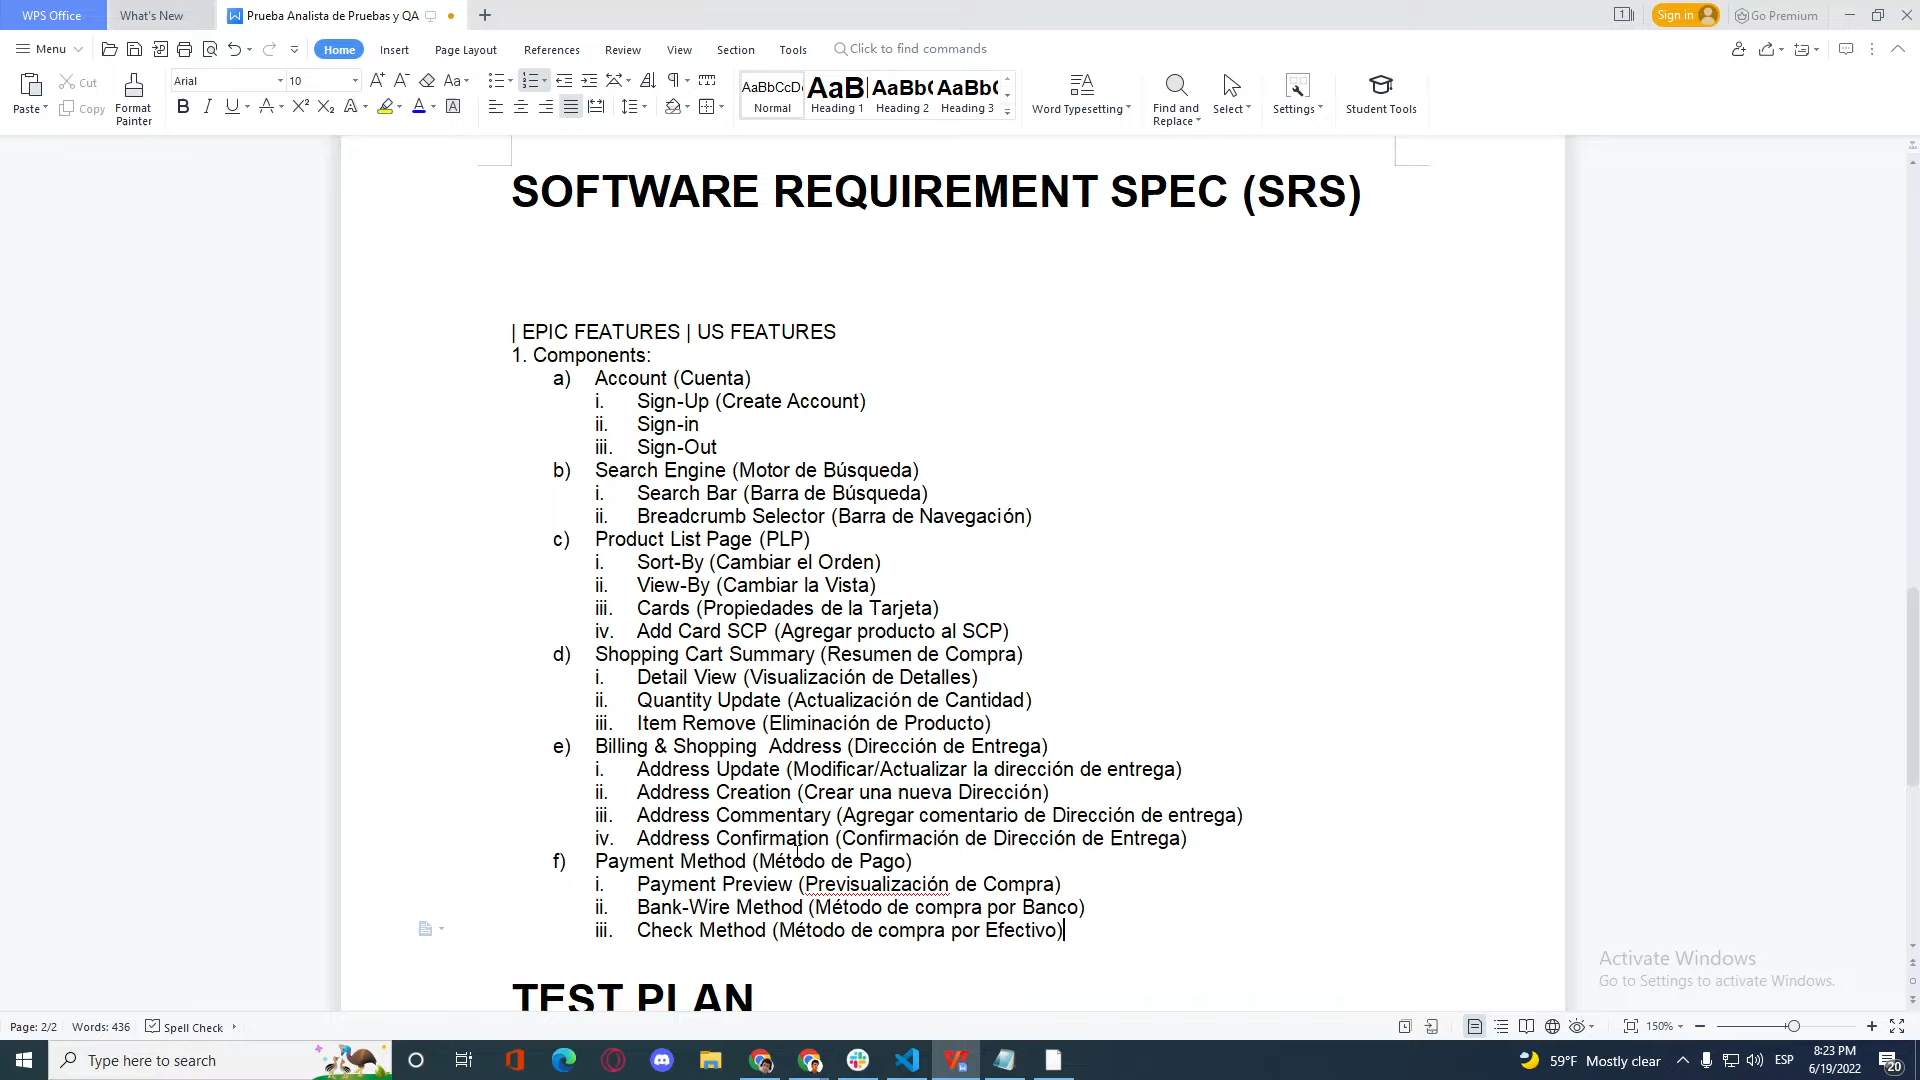 WPS Office
What's New
Prueba Analista de Pruebas y QA
Sign in
Go Premium
Menu
Home
Insert
Page Layout
References
Review
View
Section
Tools
Click to find commands
Paste
Cut
Copy
Format Painter
Arial
10
AaBbCcD
Normal
AaB
Heading 1
AaBb
Heading 2
AaBb
Heading 3
Word Typesetting
Find and Replace
Select
Settings
Student Tools
SOFTWARE REQUIREMENT SPEC (SRS)
| EPIC FEATURES | US FEATURES
1. Components:
a) Account (Cuenta)
i. Sign-Up (Create Account)
ii. Sign-in
iii. Sign-Out
b) Search Engine (Motor de Búsqueda)
i. Search Bar (Barra de Búsqueda)
ii. Breadcrumb Selector (Barra de Navegación)
c) Product List Page (PLP)
i. Sort-By (Cambiar el Orden)
ii. View-By (Cambiar la Vista)
iii. Cards (Propiedades de la Tarjeta)
iv. Add Card SCP (Agregar producto al SCP)
d) Shopping Cart Summary (Resumen de Compra)
i. Detail View (Visualización de Detalles)
ii. Quantity Update (Actualización de Cantidad)
iii. Item Remove (Eliminación de Producto)
e) Billing & Shopping  Address (Dirección de Entrega)
i. Address Update (Modificar/Actualizar la dirección de entrega)
ii. Address Creation (Crear una nueva Dirección)
iii. Address Commentary (Agregar comentario de Dirección de entrega)
iv. Address Confirmation (Confirmación de Dirección de Entrega)
f) Payment Method (Método de Pago)
i. Payment Preview (Previsualización de Compra)
ii. Bank-Wire Method (Método de compra por Banco)
iii. Check Method (Método de compra por Efectivo)
TEST PLAN
Activate Windows
Go to Settings to activate Windows.
Page: 2/2
Words: 436
Spell Check
150%
Type here to search
59°F Mostly clear
ESP
8:23 PM
6/19/2022
20